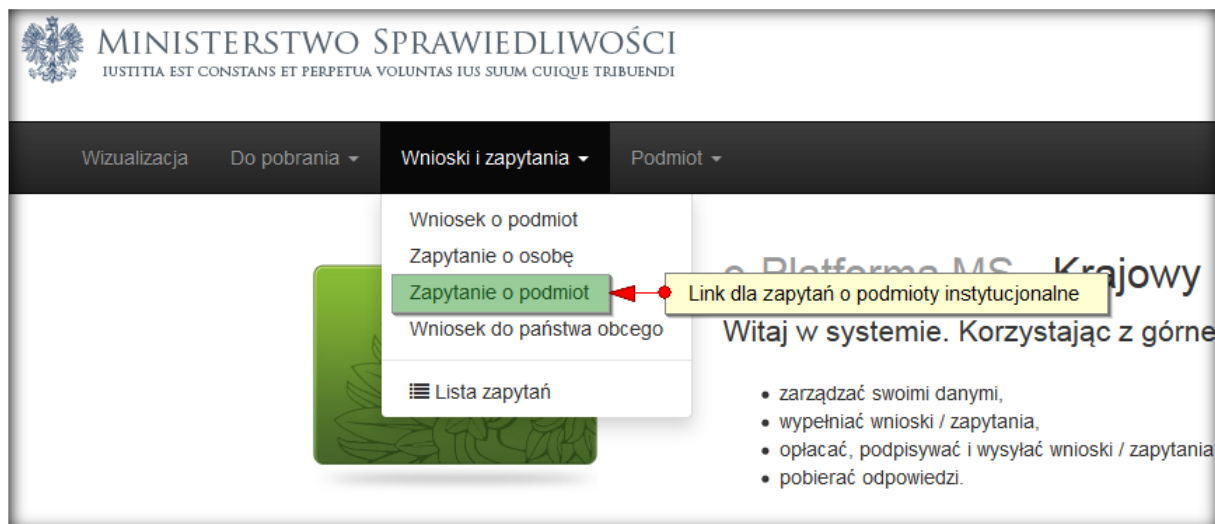 MINISTERSTWO SPRAWIEDLIWOŚCI
IUSTITIA EST CONSTANS ET PERPETUA VOLUNTAS IUS SUUM CUIQUE TRIBUENDI
Wizualizacja Do pobrania Wnioski i zapytania Podmiot
Wniosek o podmiot
Zapytanie o osobę
Zapytanie o podmiot
Wniosek do państwa obcego
Lista zapytań
Link dla zapytań o podmioty instytucjonalne
e-Platforma MS Krajowy
Witaj w systemie. Korzystając z górne
• zarządzać swoimi danymi,
• wypełniać wnioski / zapytania,
• opłacać, podpisywać i wysyłać wnioski / zapytania
• pobierać odpowiedzi.